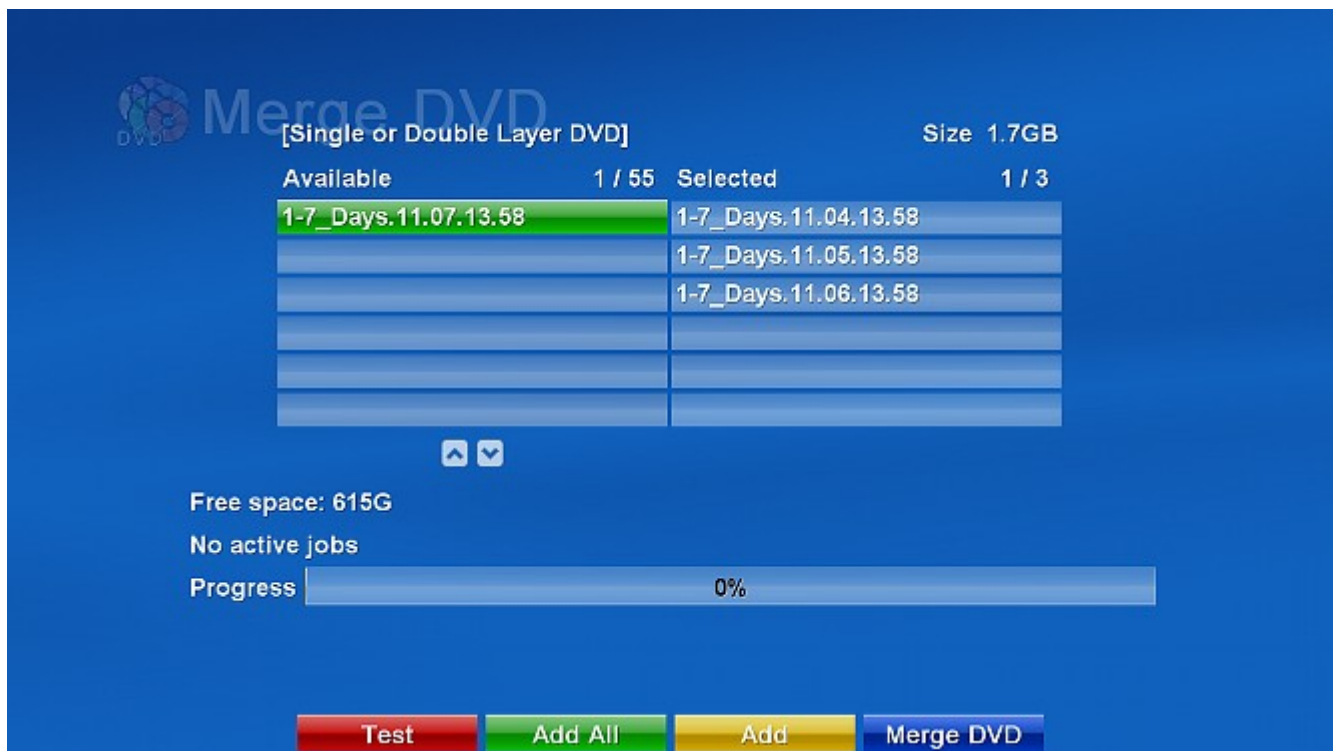 Merge DVD
DVD
[Single or Double Layer DVD] Size 1.7GB
Available 1 / 55 Selected 1 / 3
1-7_Days.11.07.13.58 1-7_Days.11.04.13.58
1-7_Days.11.05.13.58
1-7_Days.11.06.13.58
Free space: 615G
No active jobs
Progress 0%
Test Add All Add Merge DVD